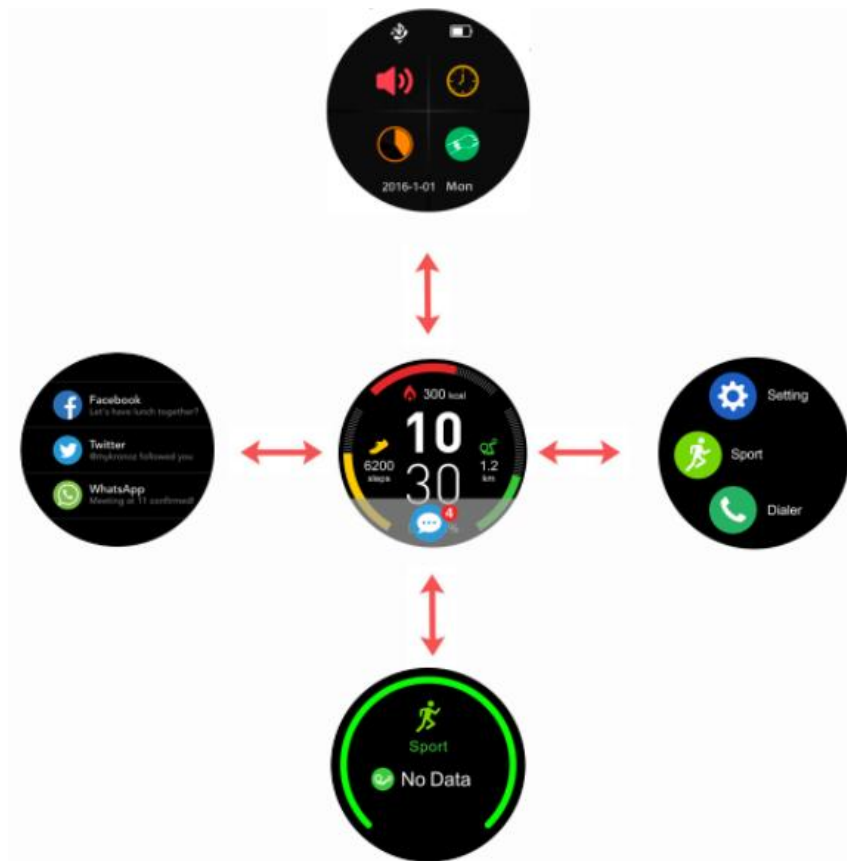 2016-1-01 Mon
Facebook
Let's have lunch together?
Twitter
@mykronoz followed you
WhatsApp
Meeting at 11 confirmed!
300 kcal
10
6200
steps
1.2
km
30
4
Setting
Sport
Dialer
Sport
No Data